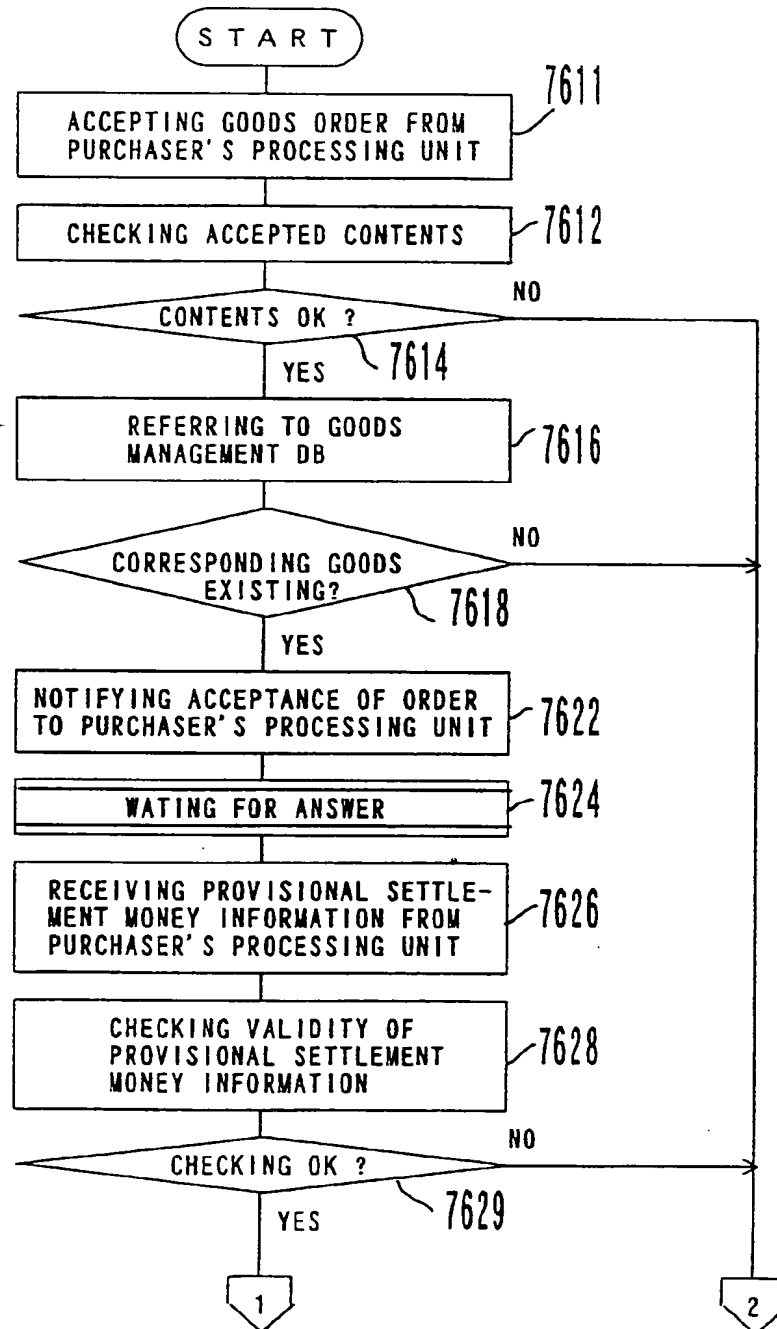 START
7611
ACCEPTING GOODS ORDER FROM
PURCHASER'S PROCESSING UNIT
CHECKING ACCEPTED CONTENTS
7612
NO
CONTENTS OK ?
7614
YES
REFERRING TO GOODS
MANAGEMENT DB
7616
NO
CORRESPONDING GOODS
EXISTING?
7618
YES
NOTIFYING ACCEPTANCE OF ORDER
TO PURCHASER'S PROCESSING UNIT
7622
WATING FOR ANSWER
7624
RECEIVING PROVISIONAL SETTLE-
MENT MONEY INFORMATION FROM
PURCHASER'S PROCESSING UNIT
7626
CHECKING VALIDITY OF
PROVISIONAL SETTLEMENT
MONEY INFORMATION
7628
NO
CHECKING OK ?
7629
YES
1
2